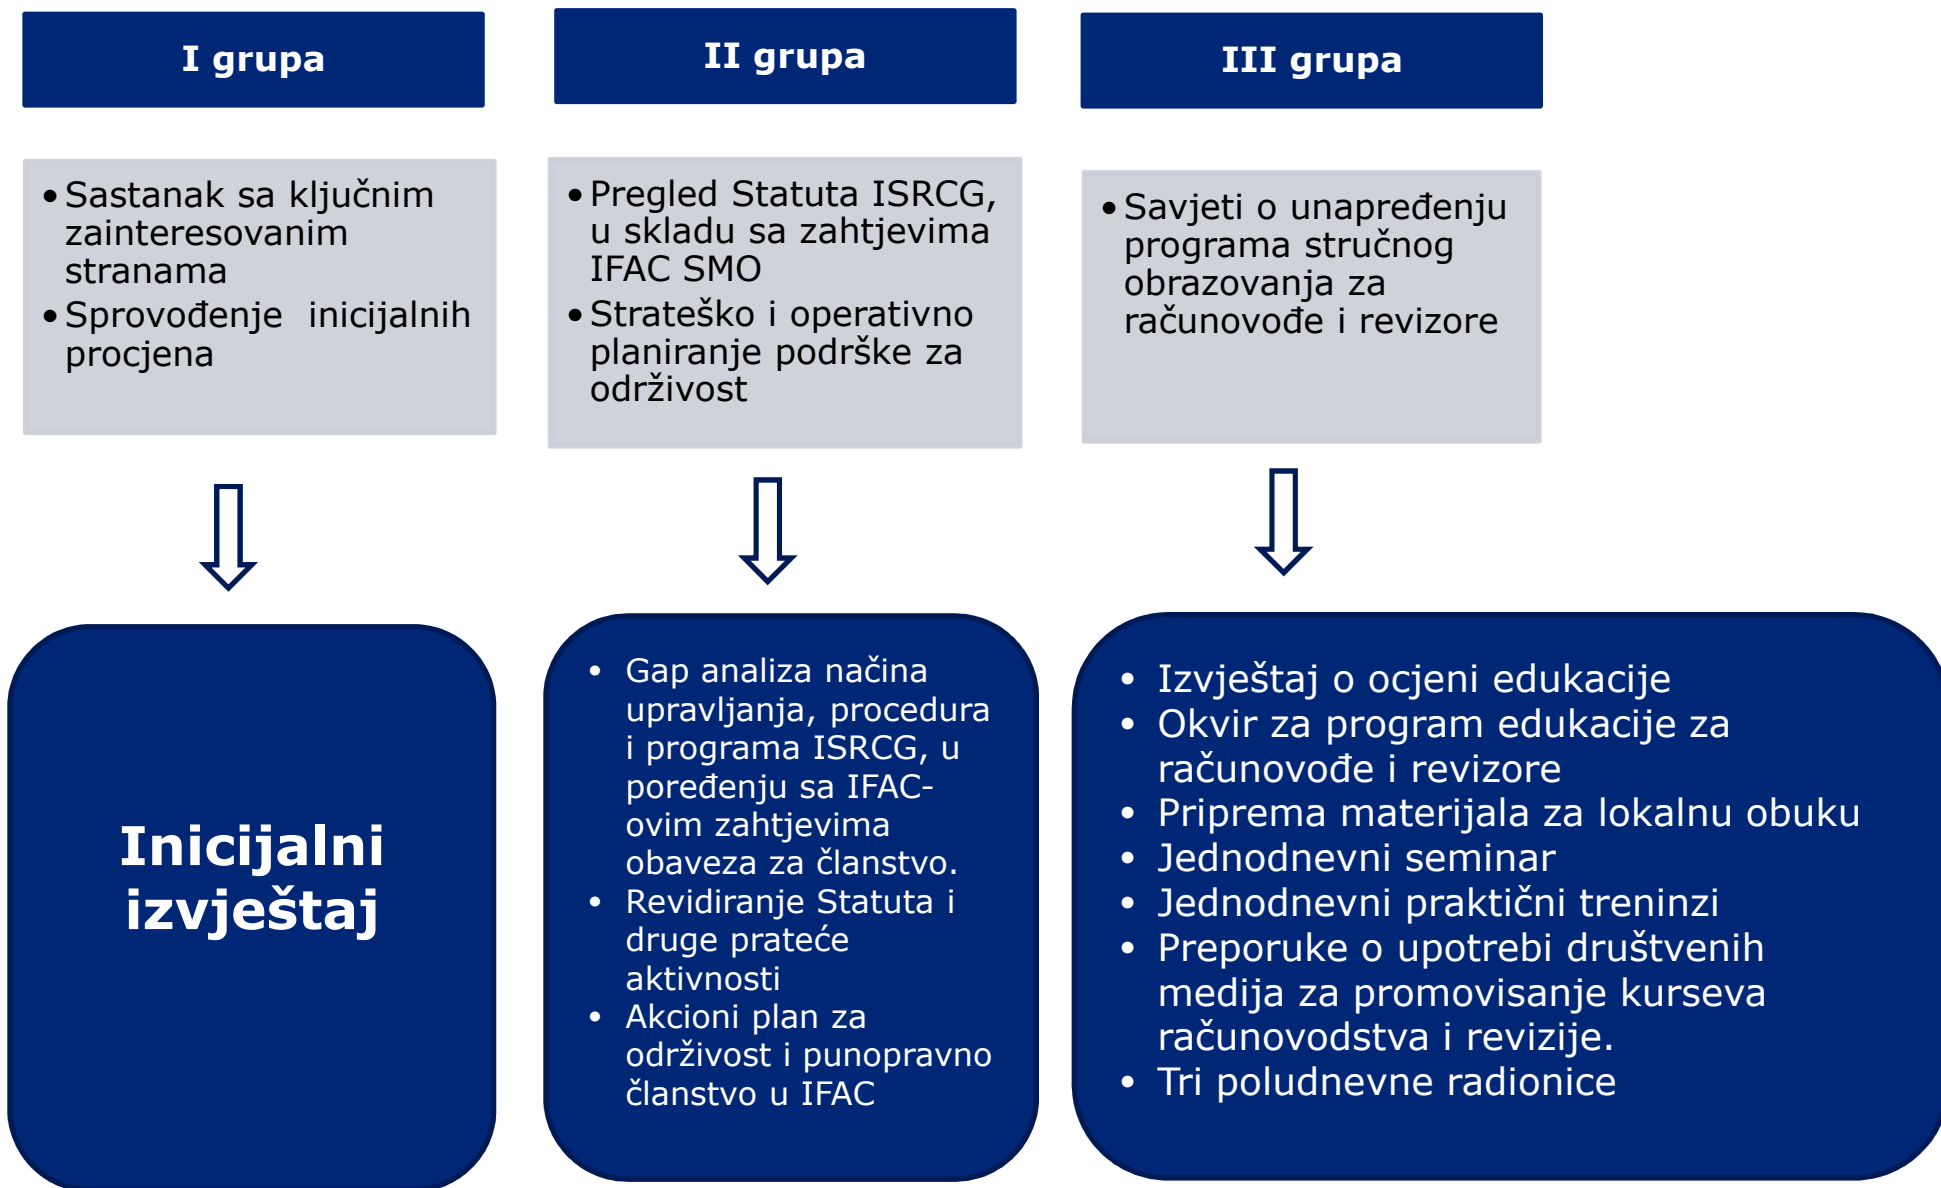 I grupa
II grupa
III grupa
• Sastanak sa ključnim
zainteresovanim
stranama
• Sprovođenje inicijalnih
procjena
• Pregled Statuta ISRCG,
u skladu sa zahtjevima
IFAC SMO
• Strateško i operativno
planiranje podrške za
održivost
• Savjeti o unapređenju
programa stručnog
obrazovanja za
računovođe i revizore
Inicijalni
izvještaj
• Gap analiza načina
upravljanja, procedura
i programa ISRCG, u
poređenju sa IFAC-
ovim zahtjevima
obaveza za članstvo.
• Revidiranje Statuta i
druge prateće
aktivnosti
• Akcioni plan za
održivost i punopravno
članstvo u IFAC
• Izvještaj o ocjeni edukacije
• Okvir za program edukacije za
računovođe i revizore
• Priprema materijala za lokalnu obuku
• Jednodnevni seminar
• Jednodnevni praktični treninzi
• Preporuke o upotrebi društvenih
medija za promovisanje kurseva
računovodstva i revizije.
• Tri poludnevne radionice